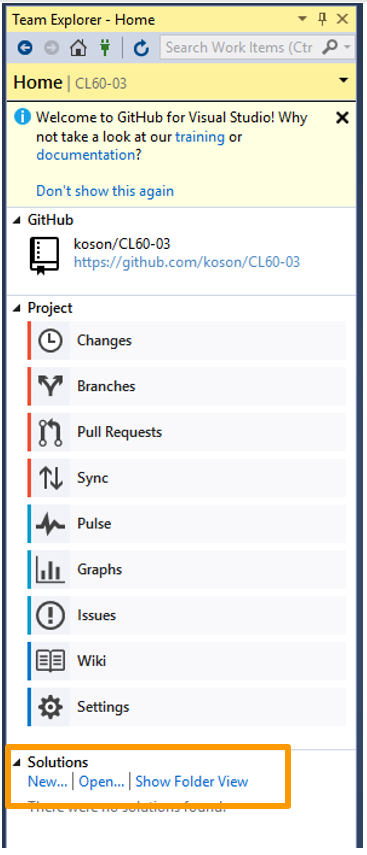 Team Explorer - Home
Search Work Items (Ctr
Home | CL60-03
Welcome to GitHub for Visual Studio! Why
not take a look at our training or
documentation?
Don't show this again
GitHub
koson/CL60-03
https://github.com/koson/CL60-03
Project
Changes
Branches
Pull Requests
Sync
Pulse
Graphs
Issues
Wiki
Settings
Solutions
New... | Open... | Show Folder View
There were no solutions found.